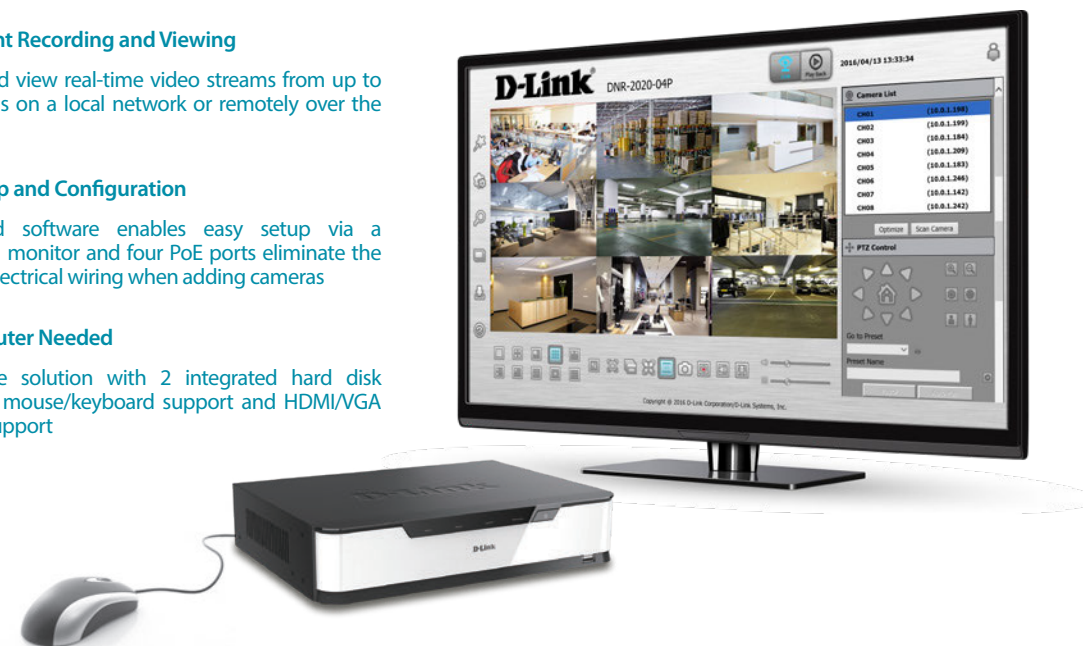 nt Recording and Viewing
d view real-time video streams from up to
s on a local network or remotely over the
p and Configuration
d software enables easy setup via a
monitor and four PoE ports eliminate the
ectrical wiring when adding cameras
uter Needed
e solution with 2 integrated hard disk
mouse/keyboard support and HDMI/VGA
upport
D-Link DNR-2020-04P
Play back
2016/04/13 13:33:34
Camera List
CH01 (10.0.1.198)
CH02 (10.0.1.199)
CH03 (10.0.1.184)
CH04 (10.0.1.209)
CH05 (10.0.1.183)
CH06 (10.0.1.246)
CH07 (10.0.1.142)
CH08 (10.0.1.242)
Optimize Scan Camera
PTZ Control
Go to Preset
Preset Name
Copyright @ 2016 D-Link Corporation/D-Link Systems, Inc.
D-Link
D-Link